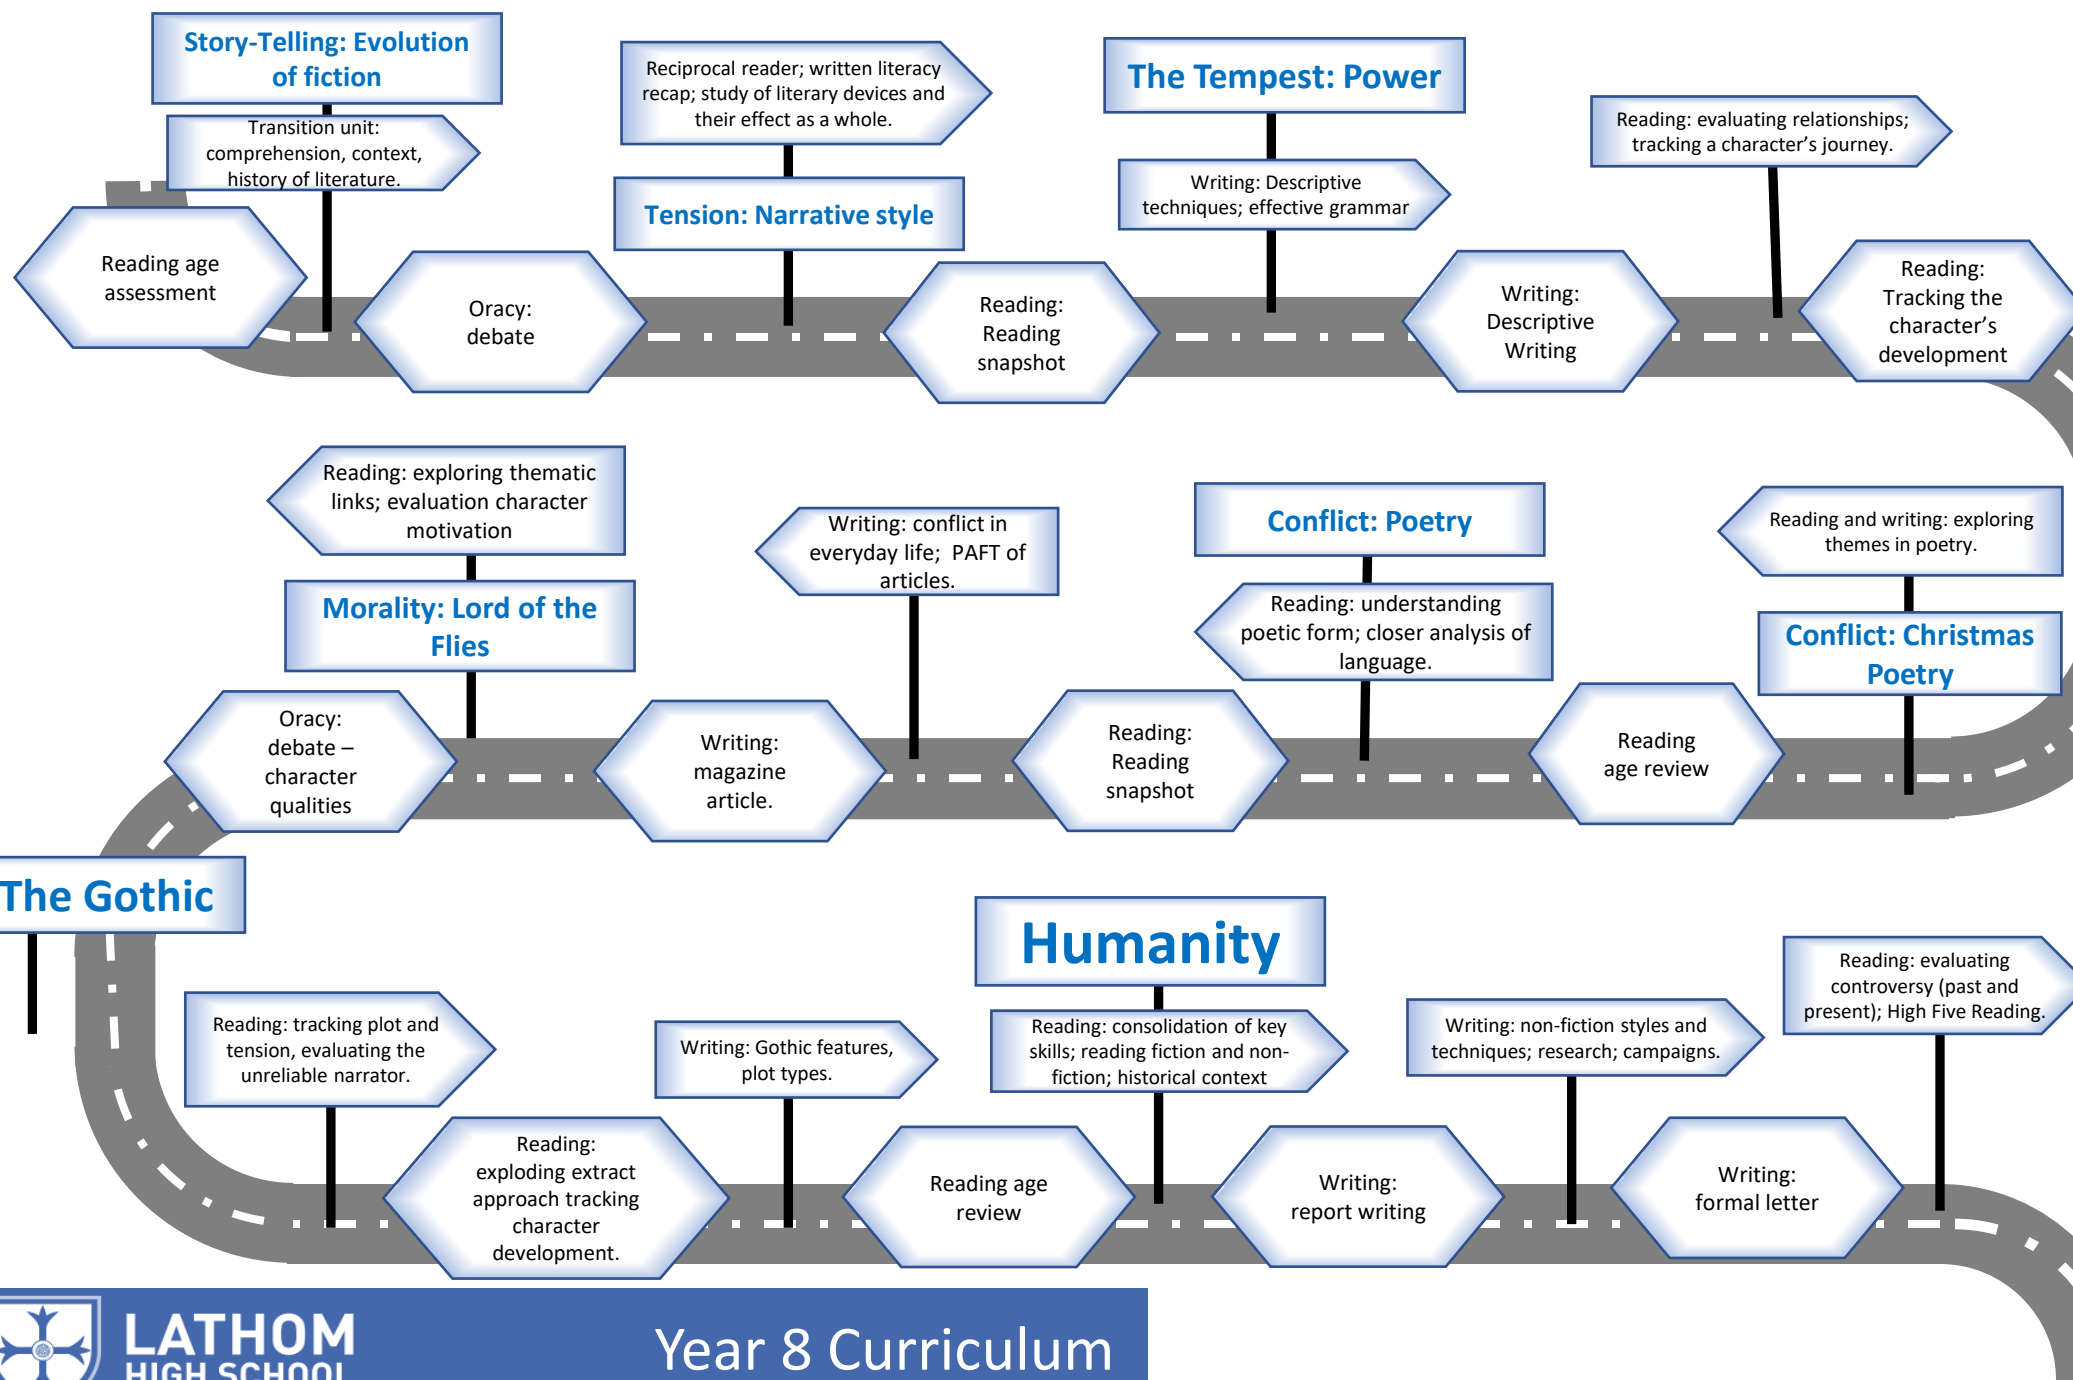 Story-Telling: Evolution
of fiction
Transition unit:
comprehension, context,
history of literature.
Reading age
assessment
Oracy:
debate
Reciprocal reader; written literacy
recap; study of literary devices and
their effect as a whole.
Tension: Narrative style
Reading:
Reading
snapshot
The Tempest: Power
Writing: Descriptive
techniques; effective grammar
Writing:
Descriptive
Writing
Reading: evaluating relationships;
tracking a character’s journey.
Reading:
Tracking the
character’s
development
Reading and writing: exploring
themes in poetry.
Conflict: Christmas
Poetry
Reading
age review
Conflict: Poetry
Reading: understanding
poetic form; closer analysis of
language.
Reading:
Reading
snapshot
Writing: conflict in
everyday life;  PAFT of
articles.
Writing:
magazine
article.
Reading: exploring thematic
links; evaluation character
motivation
Morality: Lord of the
Flies
Oracy:
debate –
character
qualities
The Gothic
Reading: tracking plot and
tension, evaluating the
unreliable narrator.
Reading:
exploding extract
approach tracking
character
development.
Writing: Gothic features,
plot types.
Reading age
review
Humanity
Reading: consolidation of key
skills; reading fiction and non-
fiction; historical context
Writing:
report writing
Writing: non-fiction styles and
techniques; research; campaigns.
Writing:
formal letter
Reading: evaluating
controversy (past and
present); High Five Reading.
LATHOM
HIGH SCHOOL
Year 8 Curriculum